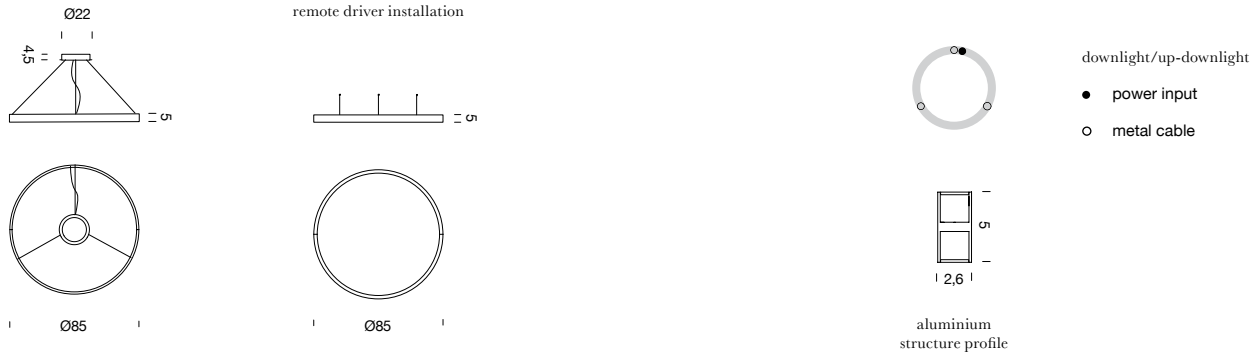 Ø22
4,5
5
Ø85
remote driver installation
5
Ø85
downlight/up-downlight
power input
metal cable
5
2,6
aluminium
structure profile